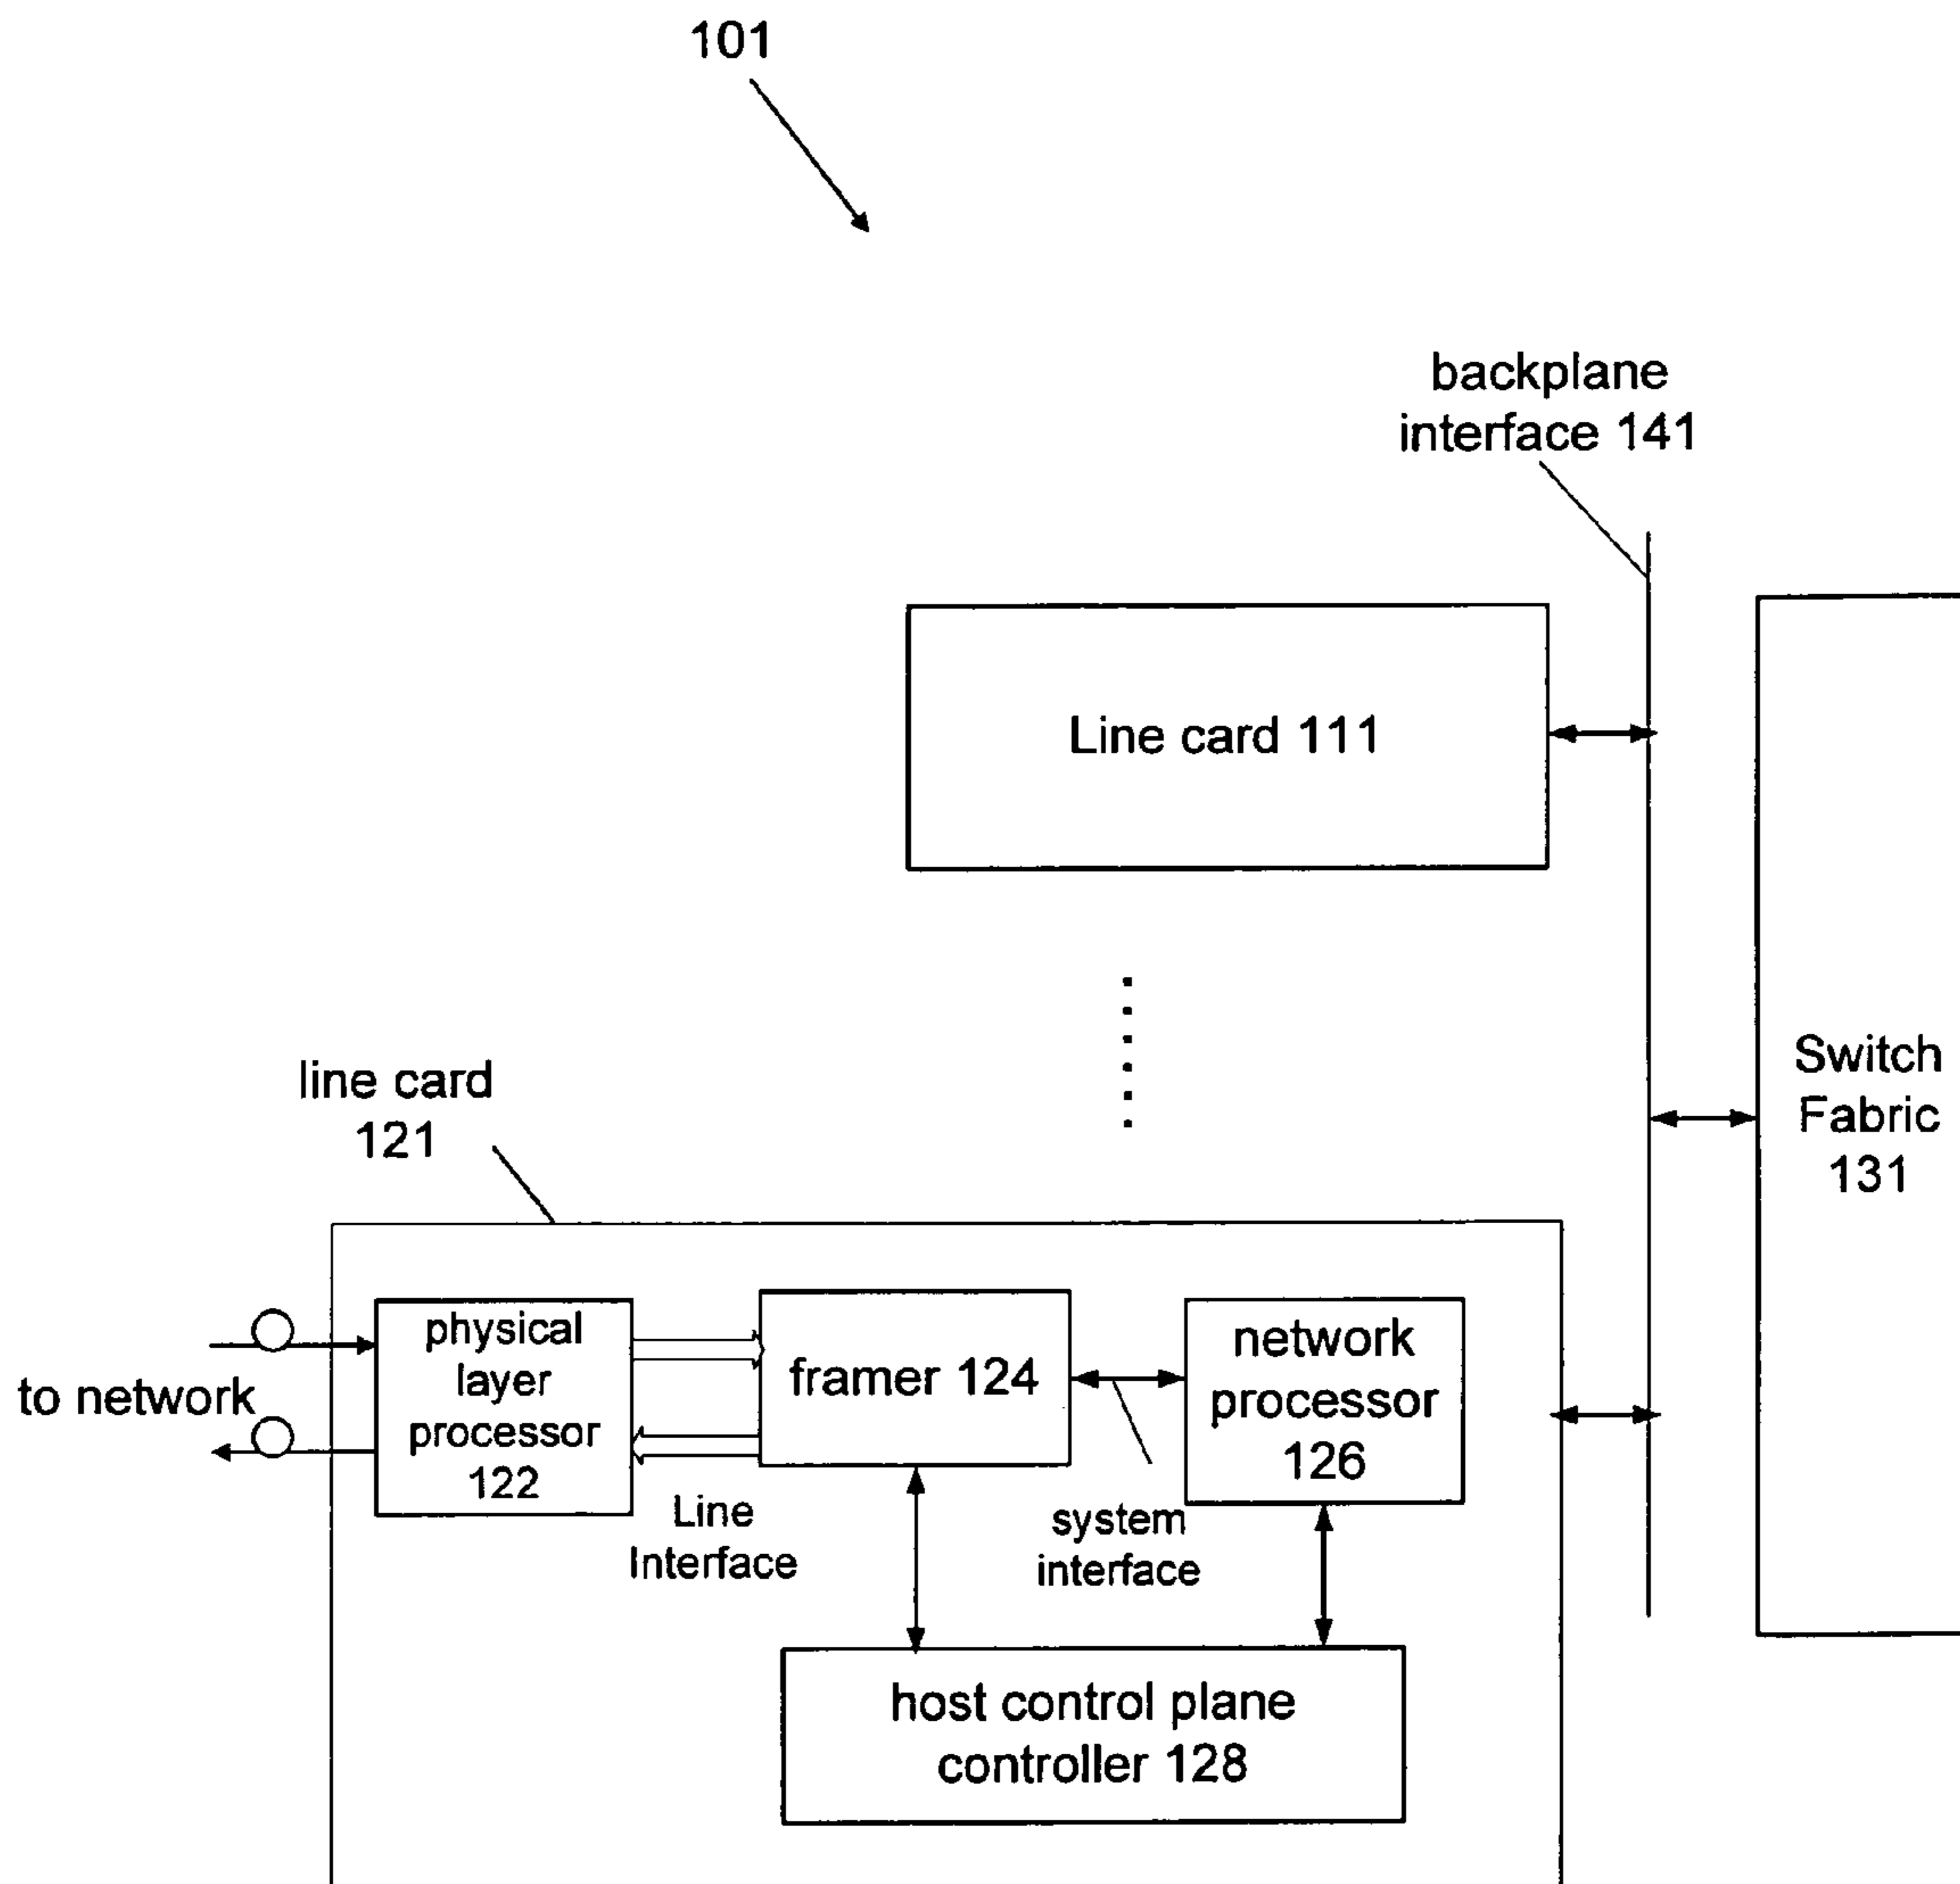 101
backplane
interface 141
Line card 111
Switch
Fabric
131
line card
121
to network
physical
layer
processor
122
framer 124
network
processor
126
Line
Interface
system
interface
host control plane
controller 128